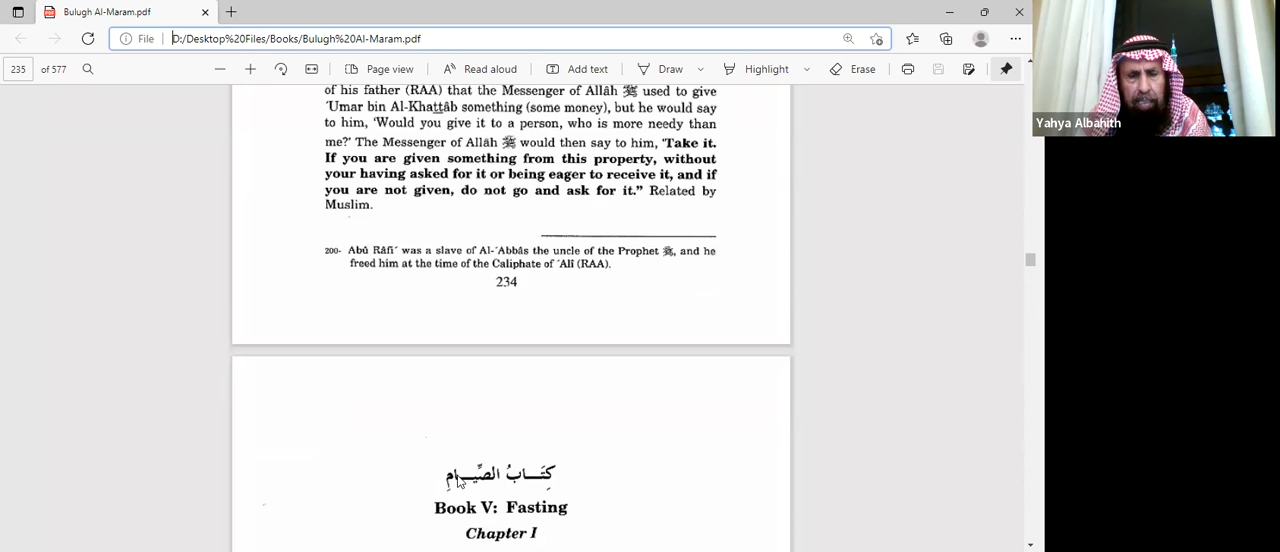 Bulugh Al-Maram.pdf
File
D:/Desktop%20Files/Books/Bulugh%20Al-Maram.pdf
235 of 577
Page view
ad aloud
Add text
Draw
Highlight
Erase
Yahya Albahith
of his father (RAA) that the Messenger of Allâh ﷺ used to give
'Umar bin Al-Khattâb something (some money), but he would say
to him, 'Would you give it to a person, who is more needy than
me?' The Messenger of Allâh ﷺ would then say to him, 'Take it.
If you are given something from this property, without
your having asked for it or being eager to receive it, and if
you are not given, do not go and ask for it." Related by
Muslim.
200- Abû Râfi' was a slave of Al-'Abbâs the uncle of the Prophet ﷺ, and he
freed him at the time of the Caliphate of 'Alî (RAA).
234
كِتَـــابُ الصِّيَـــامِ
Book V: Fasting
Chapter I